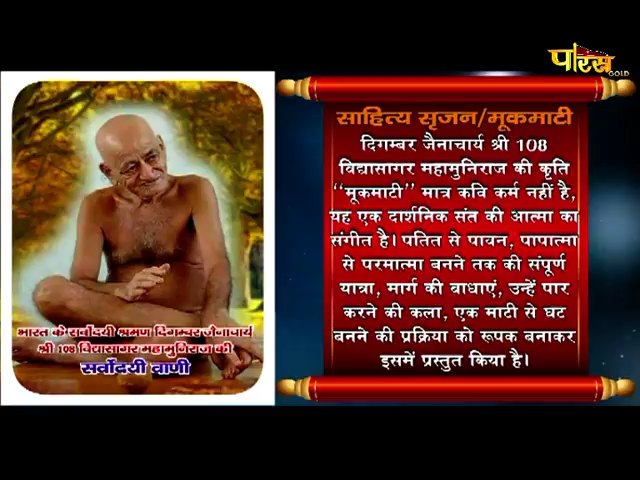 पारस
GOLD
साहित्य सृजन/मूकमाटी
दिगम्बर जैनाचार्य श्री 108
विद्यासागर महामुनिराज की कृति
“मूकमाटी” मात्र कवि कर्म नहीं है,
यह एक दार्शनिक संत की आत्मा का
संगीत है। पतित से पावन, पापात्मा
से परमात्मा बनने तक की संपूर्ण
यात्रा, मार्ग की वाधाएं, उन्हें पार
करने की कला, एक माटी से घट
बनने की प्रक्रिया को रूपक बनाकर
इसमें प्रस्तुत किया है।
भारत के सर्वोदयी श्रमण दिगम्बर जैनाचार्य
श्री 108 विद्यासागर महामुनिराज की
सर्वोदयी वाणी